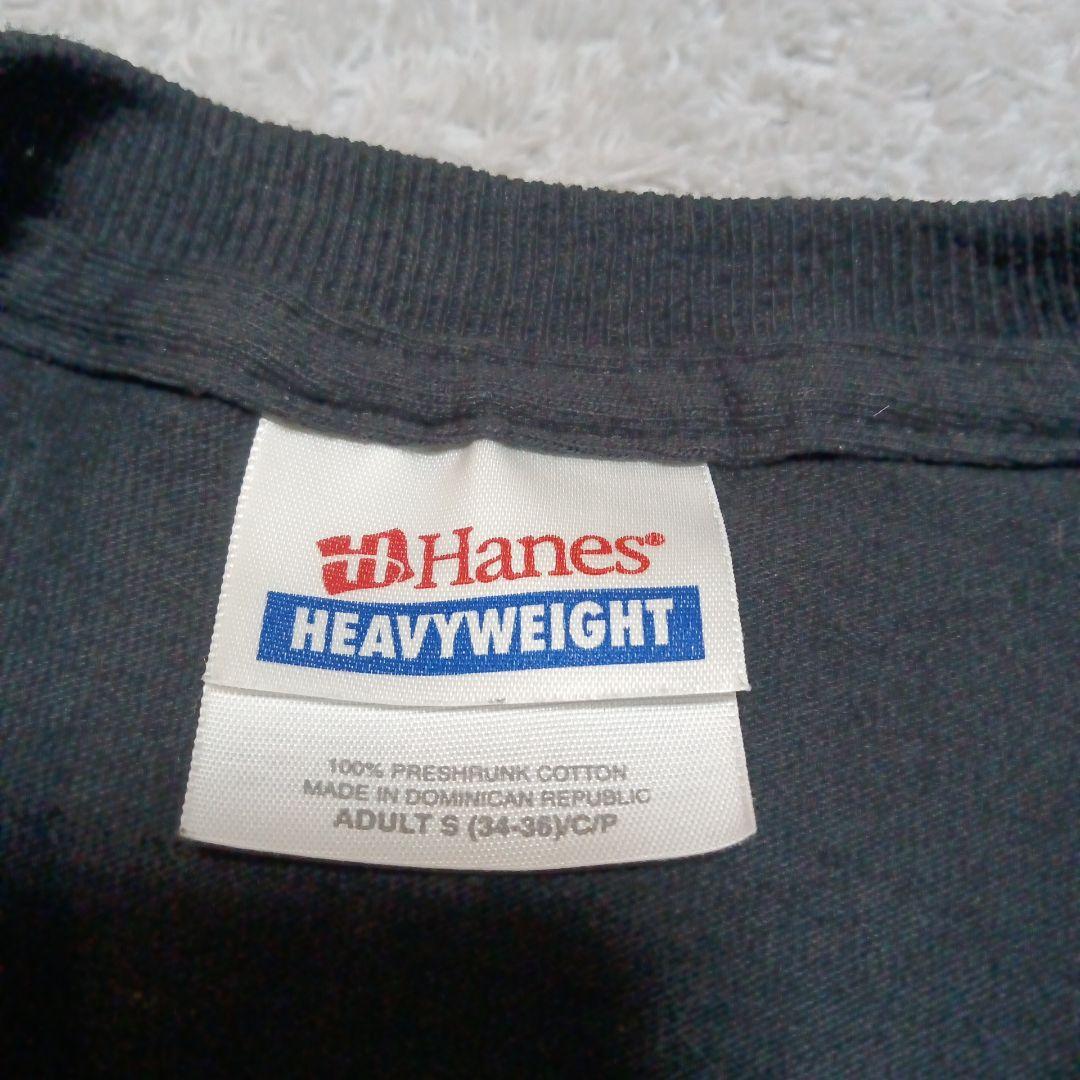 Hanes®
HEAVYWEIGHT
100% PRESHRUNK COTTON
MADE IN DOMINICAN REPUBLIC
ADULT S (34-36)/C/P